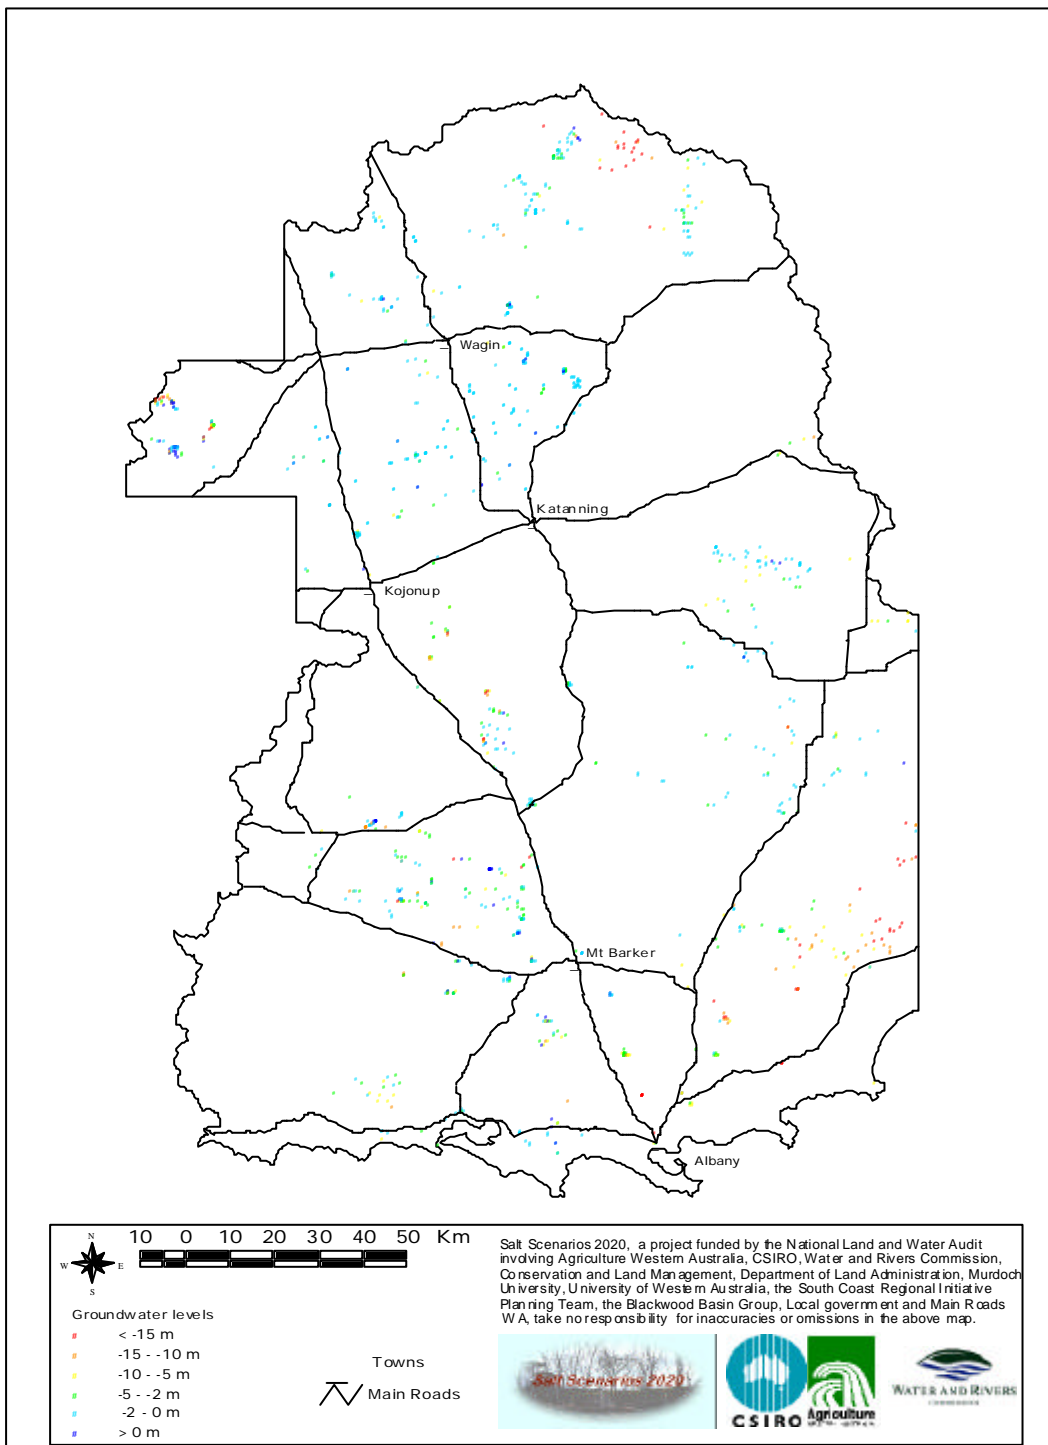 Wagin
Katanning
Kojonup
Mt Barker
Albany
N
W E
S
10 0 10 20 30 40 50 Km
Groundwater levels
# < -15 m
# -15 - -10 m
# -10 - -5 m
# -5 - -2 m
# -2 - 0 m
# > 0 m
Towns
Main Roads
Salt Scenarios 2020, a project funded by the National Land and Water Audit
involving Agriculture Western Australia, CSIRO, Water and Rivers Commission,
Conservation and Land Management, Department of Land Administration, Murdoch
University, University of Western Australia, the South Coast Regional Initiative
Planning Team, the Blackwood Basin Group, Local government and Main Roads
WA, take no responsibility for inaccuracies or omissions in the above map.
Salt Scenarios 2020
CSIRO
Agriculture
WESTERN AUSTRALIA
WATER AND RIVERS
COMMISSION